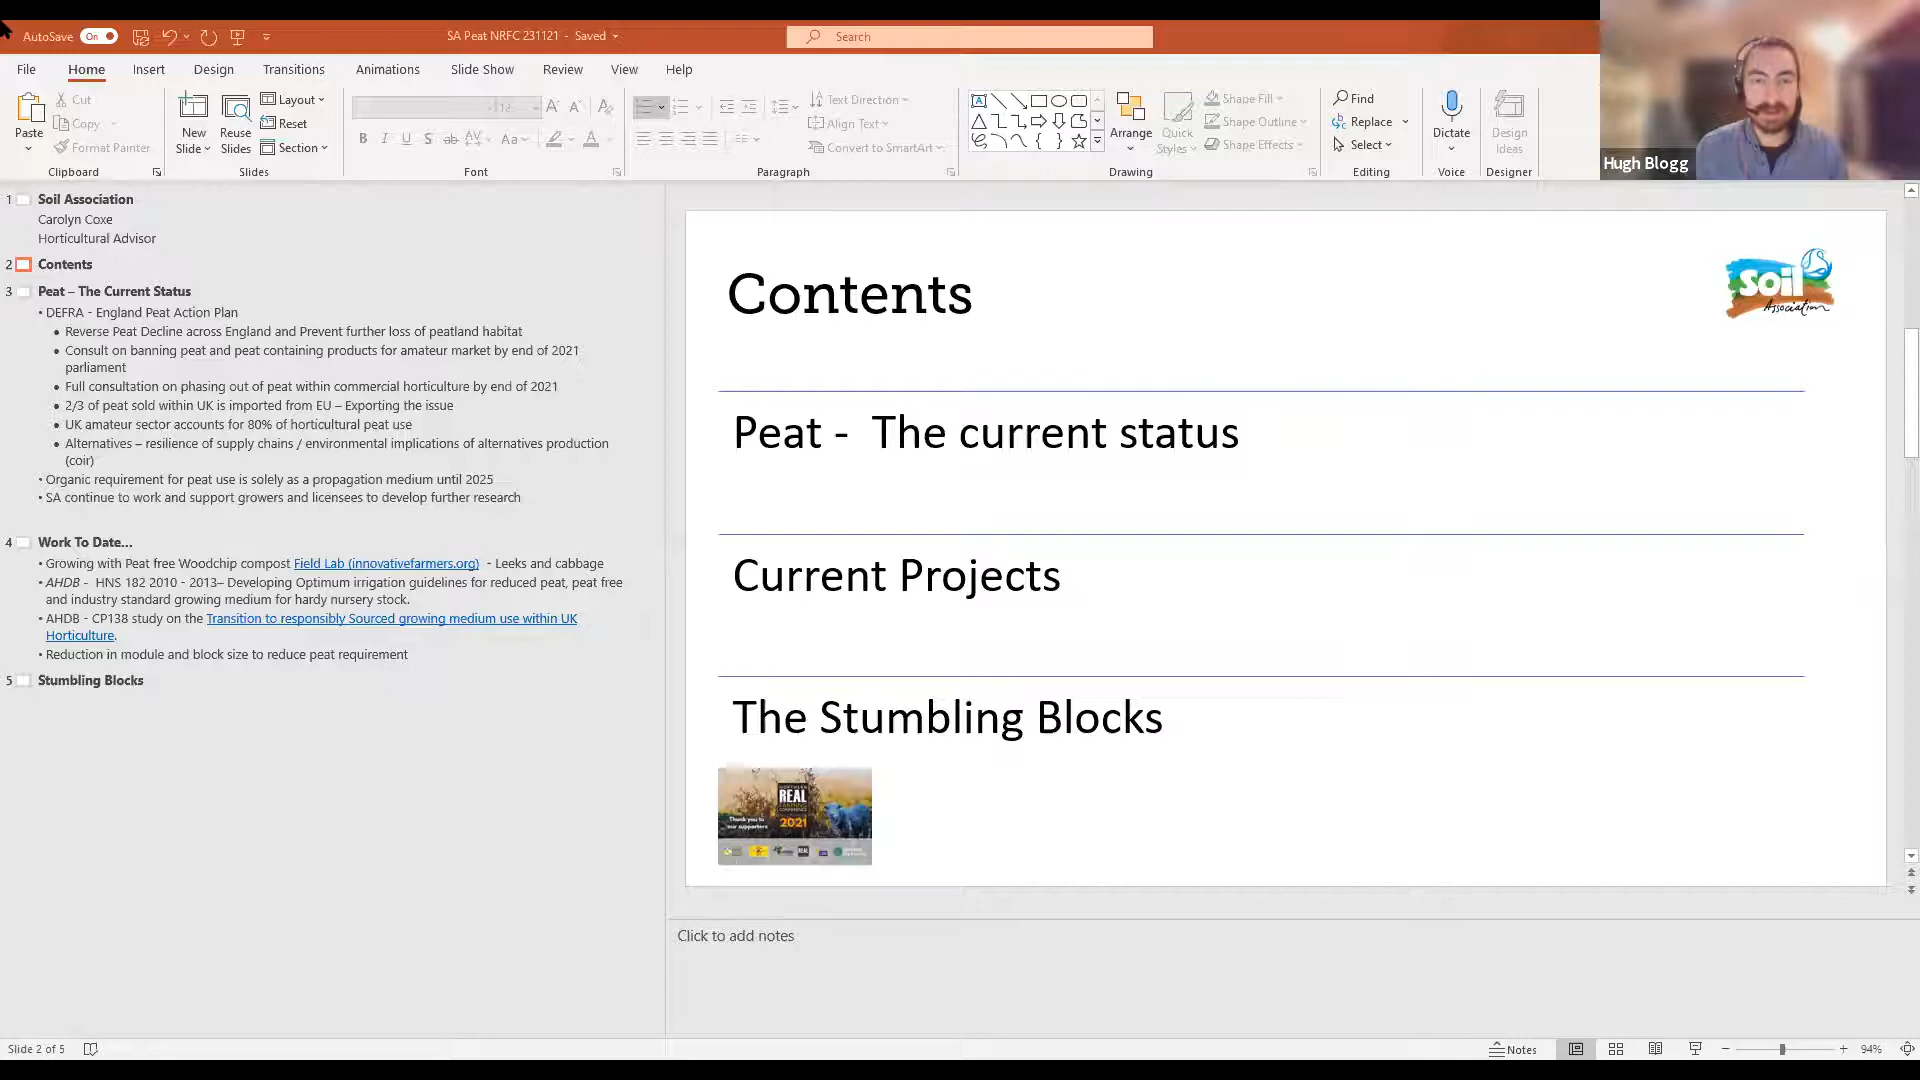 AutoSave On SA Peat NRFC 231121 - Saved Search
File Home Insert Design Transitions Animations Slide Show Review View Help
Paste Cut Copy Format Painter Clipboard
New Slide Reuse Slides Layout Reset Section Slides
12 B I U S ab AV Aa A Font
Text Direction Align Text Convert to SmartArt Paragraph
Arrange Quick Styles Shape Fill Shape Outline Shape Effects Drawing
Find Replace Select Editing
Dictate Voice
Design Ideas Designer
Hugh Blogg
1 Soil Association
Carolyn Coxe
Horticultural Advisor
2 Contents
3 Peat – The Current Status
• DEFRA - England Peat Action Plan
• Reverse Peat Decline across England and Prevent further loss of peatland habitat
• Consult on banning peat and peat containing products for amateur market by end of 2021
parliament
• Full consultation on phasing out of peat within commercial horticulture by end of 2021
• 2/3 of peat sold within UK is imported from EU – Exporting the issue
• UK amateur sector accounts for 80% of horticultural peat use
• Alternatives – resilience of supply chains / environmental implications of alternatives production
(coir)
• Organic requirement for peat use is solely as a propagation medium until 2025
• SA continue to work and support growers and licensees to develop further research
4 Work To Date...
• Growing with Peat free Woodchip compost Field Lab (innovativefarmers.org) - Leeks and cabbage
• AHDB - HNS 182 2010 - 2013– Developing Optimum irrigation guidelines for reduced peat, peat free
and industry standard growing medium for hardy nursery stock.
• AHDB - CP138 study on the Transition to responsibly Sourced growing medium use within UK
Horticulture.
• Reduction in module and block size to reduce peat requirement
5 Stumbling Blocks
Contents
Soil
Association
Peat - The current status
Current Projects
The Stumbling Blocks
REAL
2021
Thank you to
our supporters
Click to add notes
Slide 2 of 5 Notes 94%